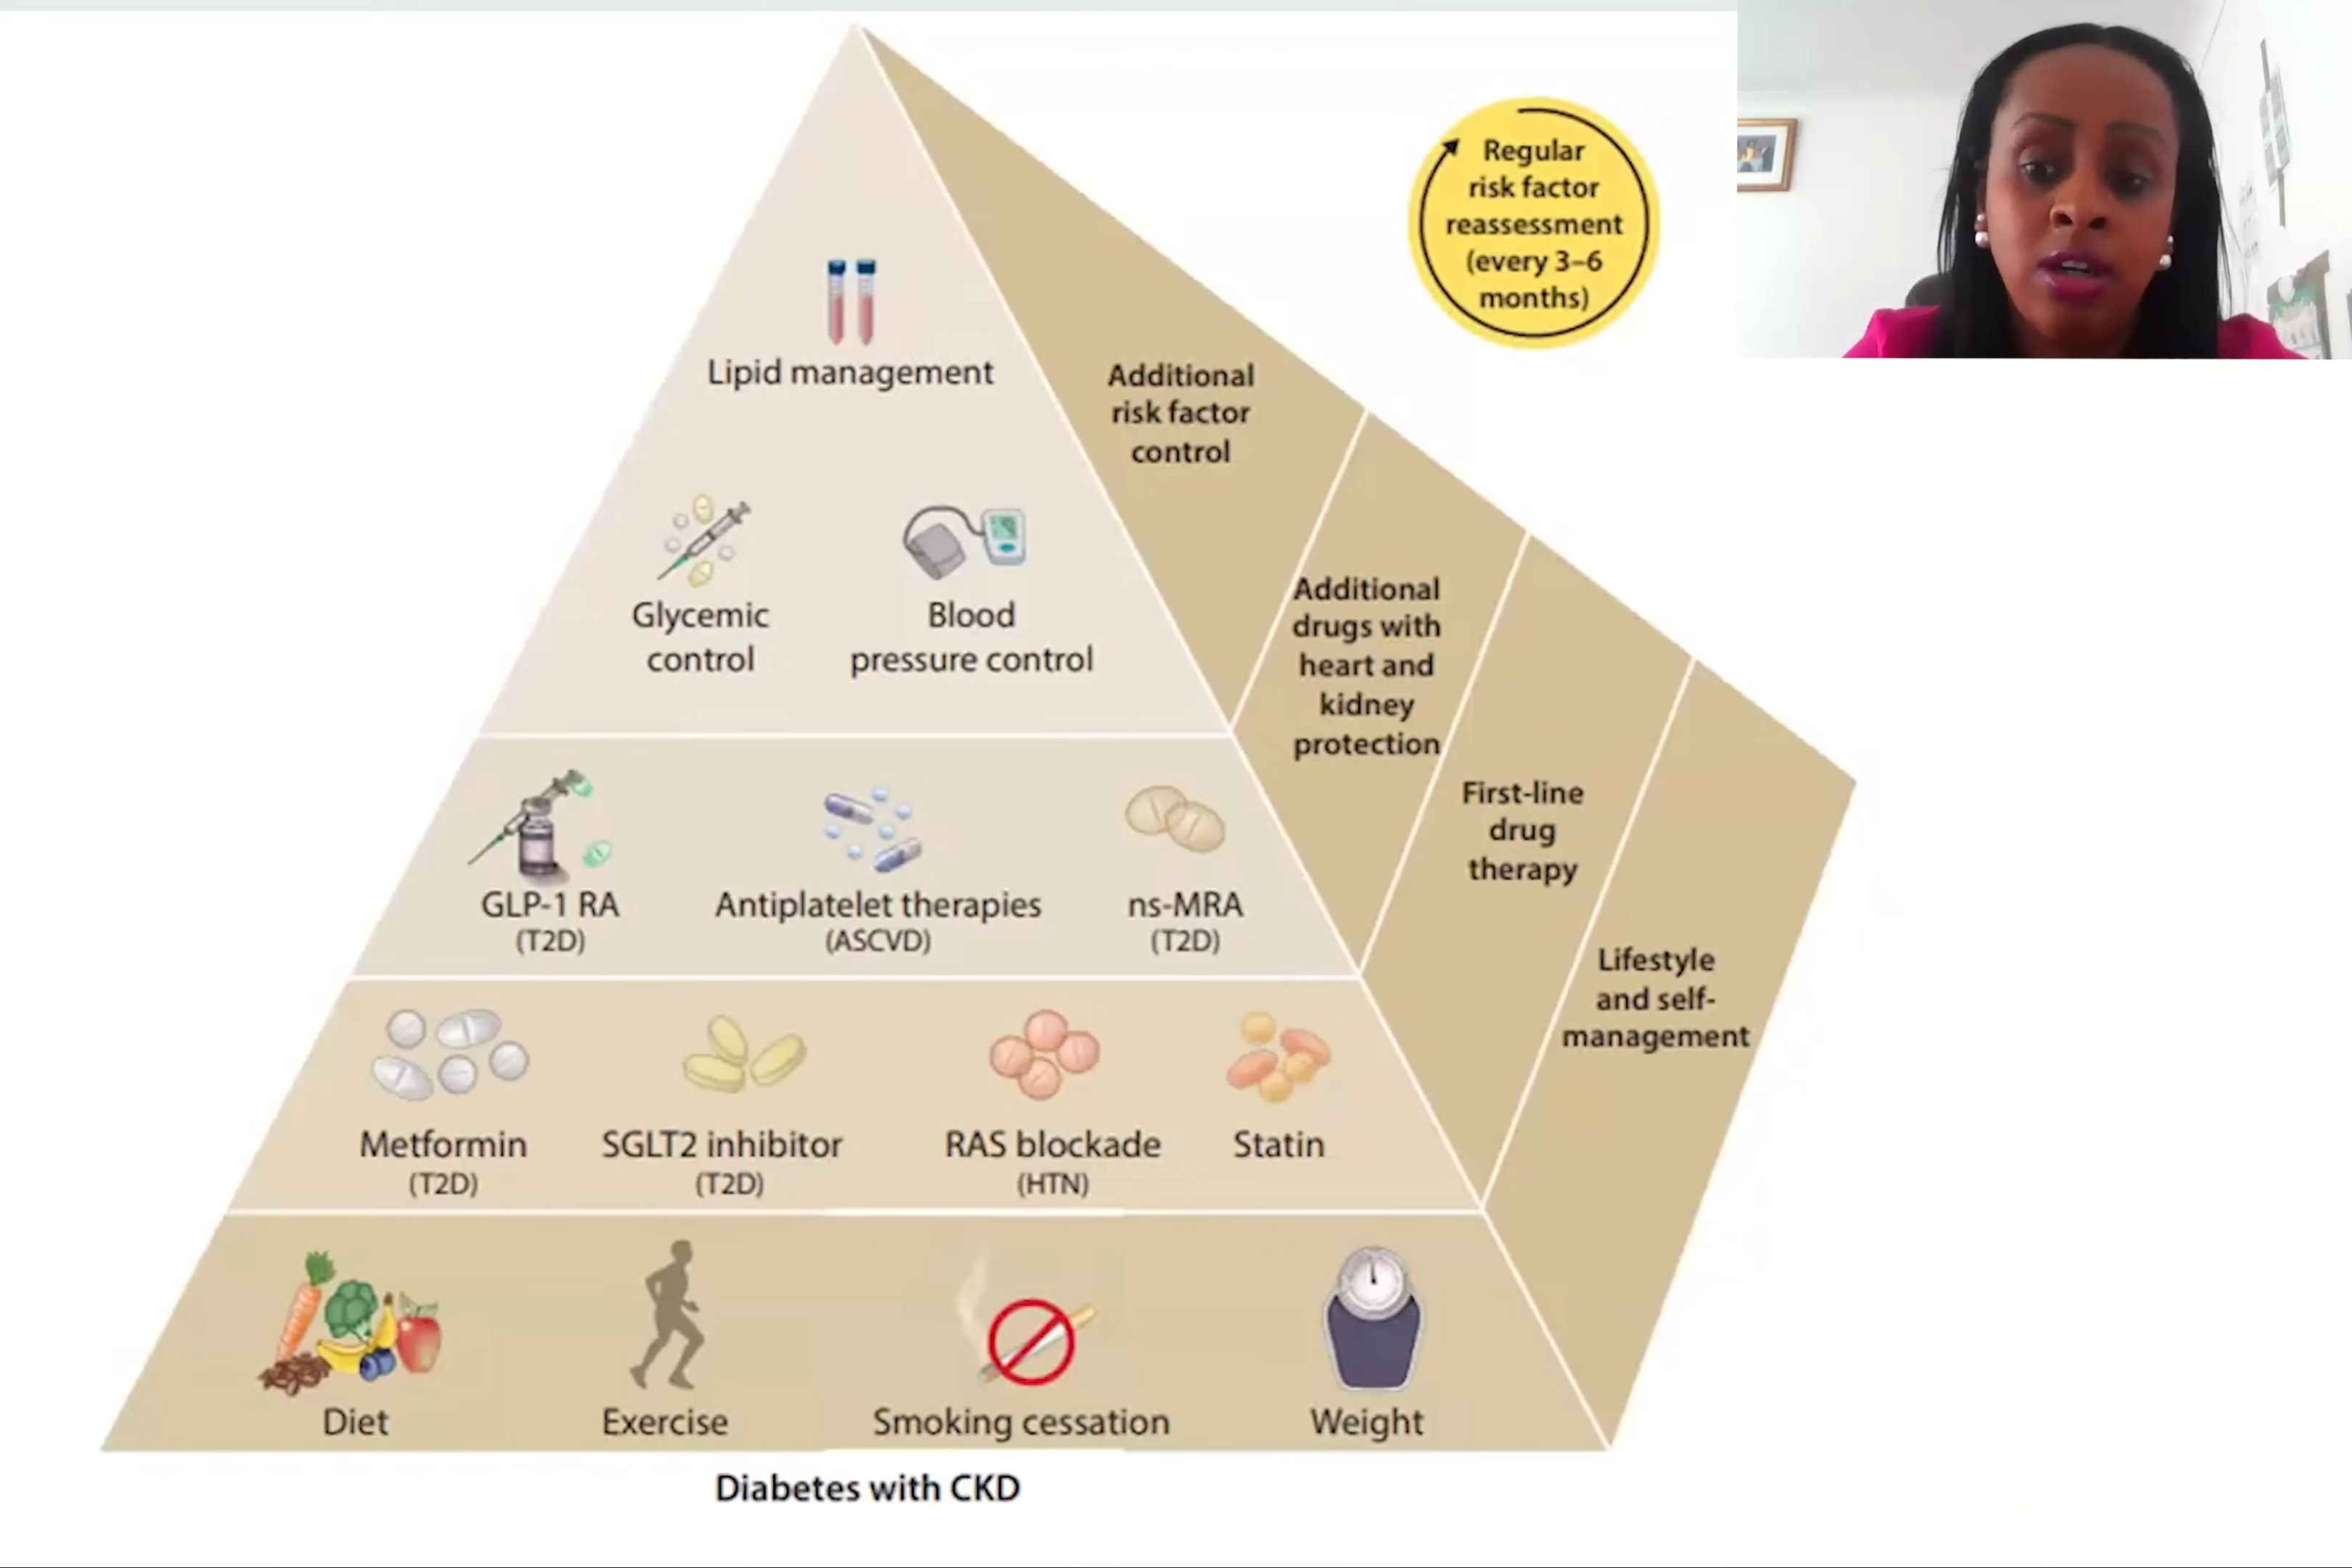 Regular
risk factor
reassessment
(every 3–6
months)
Lipid management
Additional
risk factor
control
Glycemic
control
Blood
pressure control
Additional
drugs with
heart and
kidney
protection
GLP-1 RA
(T2D)
Antiplatelet therapies
(ASCVD)
ns-MRA
(T2D)
First-line
drug
therapy
Metformin
(T2D)
SGLT2 inhibitor
(T2D)
RAS blockade
(HTN)
Statin
Lifestyle
and self-
management
Diet
Exercise
Smoking cessation
Weight
Diabetes with CKD